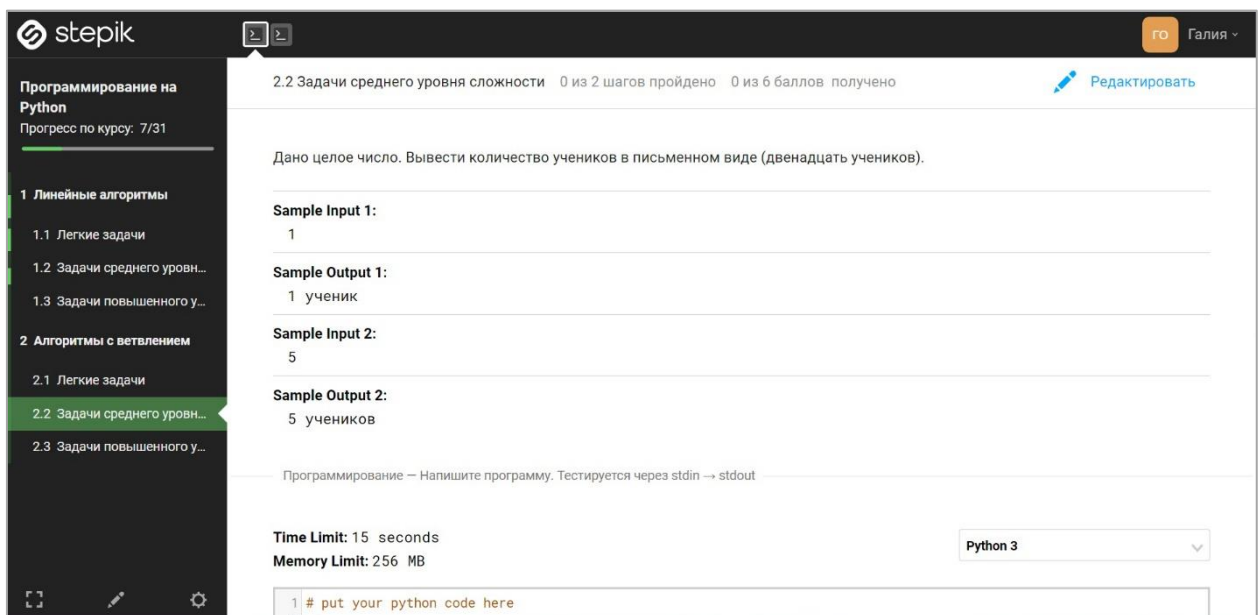 stepik
ГО
Галия
Программирование на
Python
Прогресс по курсу: 7/31
1 Линейные алгоритмы
1.1 Легкие задачи
1.2 Задачи среднего уровн...
1.3 Задачи повышенного у...
2 Алгоритмы с ветвлением
2.1 Легкие задачи
2.2 Задачи среднего уровн...
2.3 Задачи повышенного у...
2.2 Задачи среднего уровня сложности 0 из 2 шагов пройдено 0 из 6 баллов получено
Редактировать
Дано целое число. Вывести количество учеников в письменном виде (двенадцать учеников).
Sample Input 1:
1
Sample Output 1:
1 ученик
Sample Input 2:
5
Sample Output 2:
5 учеников
Программирование — Напишите программу. Тестируется через stdin → stdout
Time Limit: 15 seconds
Memory Limit: 256 MB
Python 3
1 # put your python code here